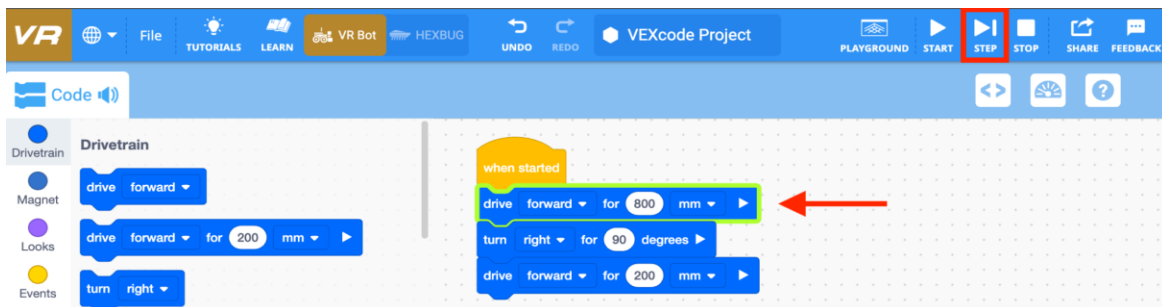 VR File TUTORIALS LEARN VR Bot HEXBUG UNDO REDO VEXcode Project PLAYGROUND START STEP STOP SHARE FEEDBACK
Code
Drivetrain
Magnet
Looks
Events
Drivetrain
drive forward
drive forward for 200 mm
turn right
when started
drive forward for 800 mm
turn right for 90 degrees
drive forward for 200 mm